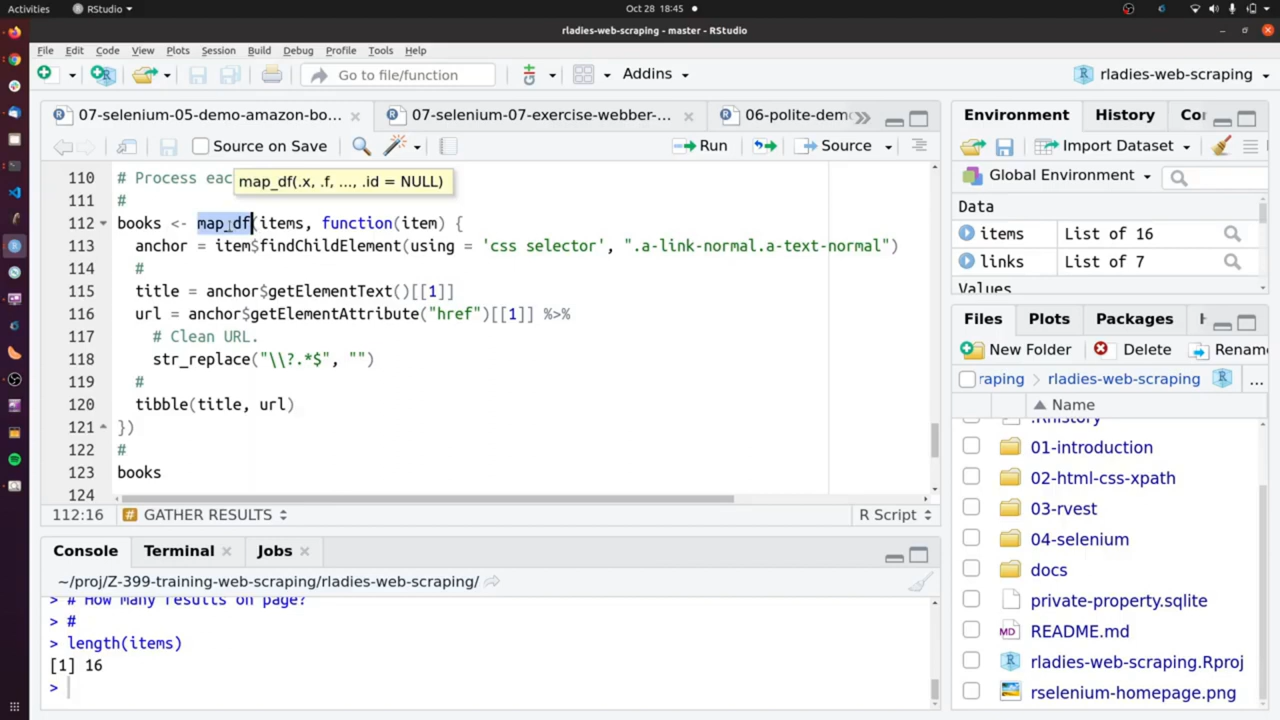 Activities RStudio Oct 28 18:45
rladies-web-scraping - master - RStudio
File Edit Code View Plots Session Build Debug Profile Tools Help
Go to file/function Addins rladies-web-scraping
07-selenium-05-demo-amazon-bo... 07-selenium-07-exercise-webber-... 06-polite-demo
Source on Save Run Source
110 # Process eac
map_df(.x, .f, ..., .id = NULL)
111 #
112 books <- map_df(items, function(item) {
113 anchor = item$findChildElement(using = 'css selector', ".a-link-normal.a-text-normal")
114 #
115 title = anchor$getElementText()[[1]]
116 url = anchor$getElementAttribute("href")[[1]] %>%
117 # Clean URL.
118 str_replace("\\?.*$", "")
119 #
120 tibble(title, url)
121 })
122 #
123 books
124
112:16 # GATHER RESULTS R Script
Console Terminal Jobs
~/proj/Z-399-training-web-scraping/rladies-web-scraping/
> # How many results on page?
> #
> length(items)
[1] 16
>
Environment History Co
Import Dataset
Global Environment
Data
items List of 16
links List of 7
Values
Files Plots Packages
New Folder Delete Rename
raping rladies-web-scraping ...
Name
.Rhistory
01-introduction
02-html-css-xpath
03-rvest
04-selenium
docs
private-property.sqlite
MD README.md
rladies-web-scraping.Rproj
rselenium-homepage.png